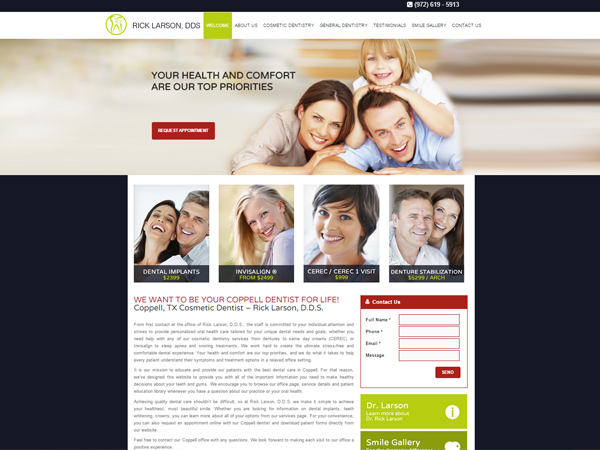 (972) 619 - 5913
RICK LARSON, DDS
WELCOME ABOUT US COSMETIC DENTISTRY GENERAL DENTISTRY TESTIMONIALS SMILE GALLERY CONTACT US
YOUR HEALTH AND COMFORT
ARE OUR TOP PRIORITIES
REQUEST APPOINTMENT
DENTAL IMPLANTS
$2399
INVISALIGN ®
FROM $2499
CEREC / CEREC 1 VISIT
$999
DENTURE STABILIZATION
$5299 / ARCH
WE WANT TO BE YOUR COPPELL DENTIST FOR LIFE!
Coppell, TX Cosmetic Dentist – Rick Larson, D.D.S.
From first contact at the office of Rick Larson, D.D.S., the staff is committed to your individual attention and
strives to provide personalized oral health care tailored for your unique dental needs and goals, whether you
need help with any of our cosmetic dentistry services from dentures to same day crowns (CEREC) or
Invisalign to sleep apnea and snoring treatments. We work hard to create the ultimate stress-free and
comfortable dental experience. Your health and comfort are our top priorities, and we do what it takes to help
every patient understand their symptoms and treatment options in a relaxed office setting.
It is our mission to educate and provide our patients with the best dental care in Coppell. For that reason,
we've designed this website to provide you with all of the important information you need to make healthy
decisions about your teeth and gums. We encourage you to browse our office page, service details and patient
education library whenever you have a question about our practice or your oral health.
Achieving quality dental care shouldn't be difficult, so at Rick Larson, D.D.S. we make it simple to achieve
your healthiest, most beautiful smile. Whether you are looking for information on dental implants, teeth
whitening, crowns, you can learn more about all of your options from our services page. For your convenience,
you can also request an appointment online with our Coppell dentist and download patient forms directly from
our website.
Feel free to contact our Coppell office with any questions. We look forward to making each visit to our office a
positive experience.
Contact Us
Full Name *
Phone *
Email *
Message
SEND
Dr. Larson
Learn more about
Dr. Rick Larson
Smile Gallery